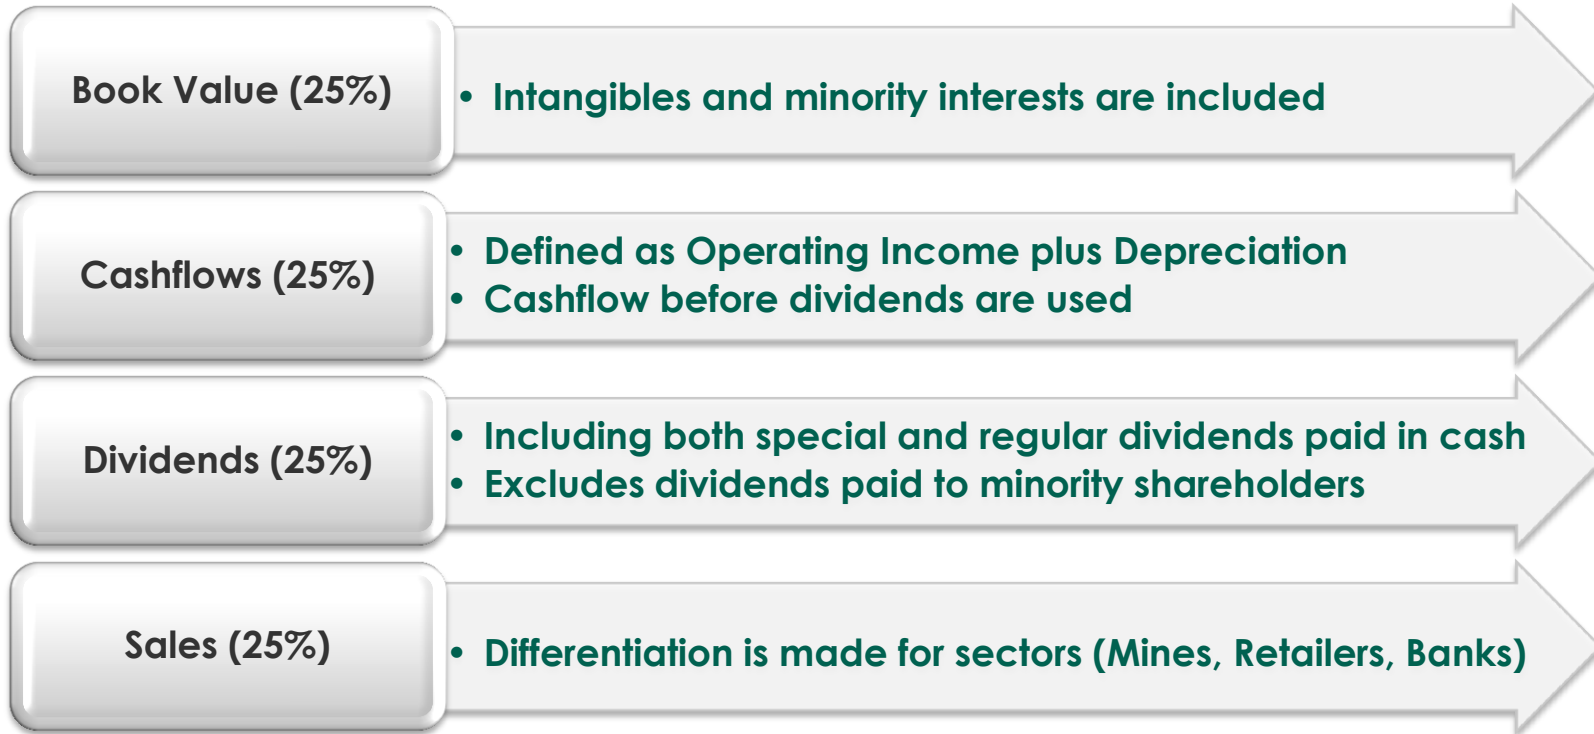 Book Value (25%)
• Intangibles and minority interests are included
Cashflows (25%)
• Defined as Operating Income plus Depreciation
• Cashflow before dividends are used
Dividends (25%)
• Including both special and regular dividends paid in cash
• Excludes dividends paid to minority shareholders
Sales (25%)
• Differentiation is made for sectors (Mines, Retailers, Banks)